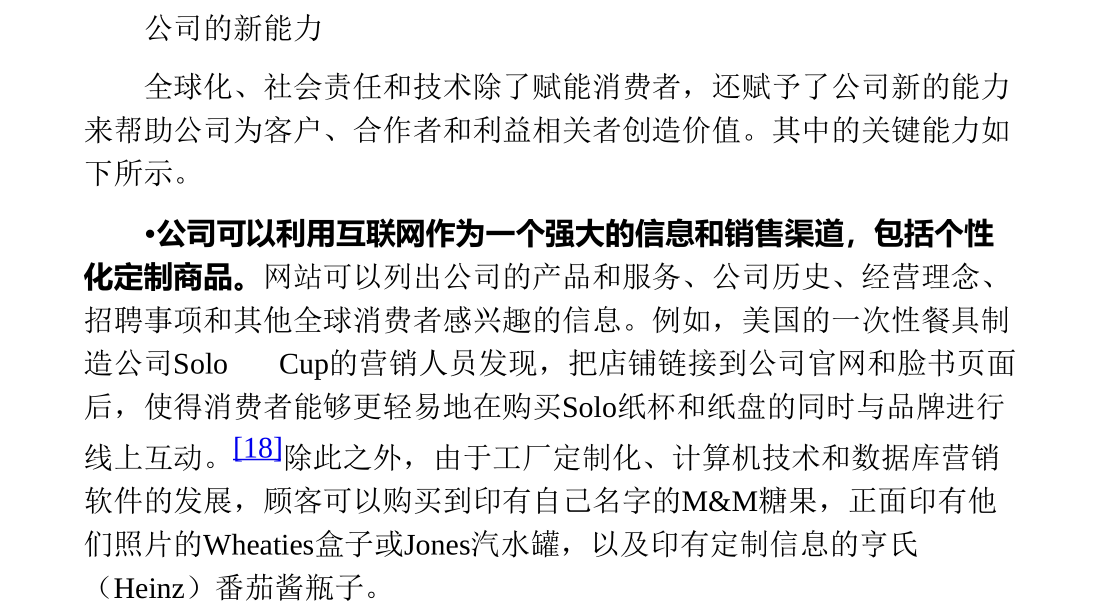 公司的新能力
全球化、社会责任和技术除了赋能消费者，还赋予了公司新的能力
来帮助公司为客户、合作者和利益相关者创造价值。其中的关键能力如
下所示。
•公司可以利用互联网作为一个强大的信息和销售渠道，包括个性
化定制商品。网站可以列出公司的产品和服务、公司历史、经营理念、
招聘事项和其他全球消费者感兴趣的信息。例如，美国的一次性餐具制
造公司Solo Cup的营销人员发现，把店铺链接到公司官网和脸书页面
后，使得消费者能够更轻易地在购买Solo纸杯和纸盘的同时与品牌进行
线上互动。[18]除此之外，由于工厂定制化、计算机技术和数据库营销
软件的发展，顾客可以购买到印有自己名字的M&M糖果，正面印有他
们照片的Wheaties盒子或Jones汽水罐，以及印有定制信息的亨氏
（Heinz）番茄酱瓶子。